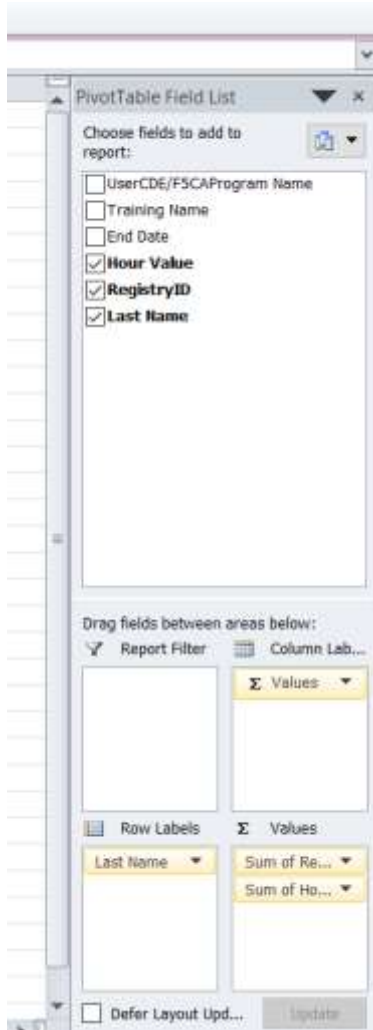 PivotTable Field List
Choose fields to add to
report:
UserCDE/F5CAProgram Name
Training Name
End Date
Hour Value
RegistryID
Last Name
Drag fields between areas below:
Report Filter
Column Lab...
Σ Values
Row Labels
Σ Values
Last Name
Sum of Re...
Sum of Ho...
Defer Layout Upd...
Update